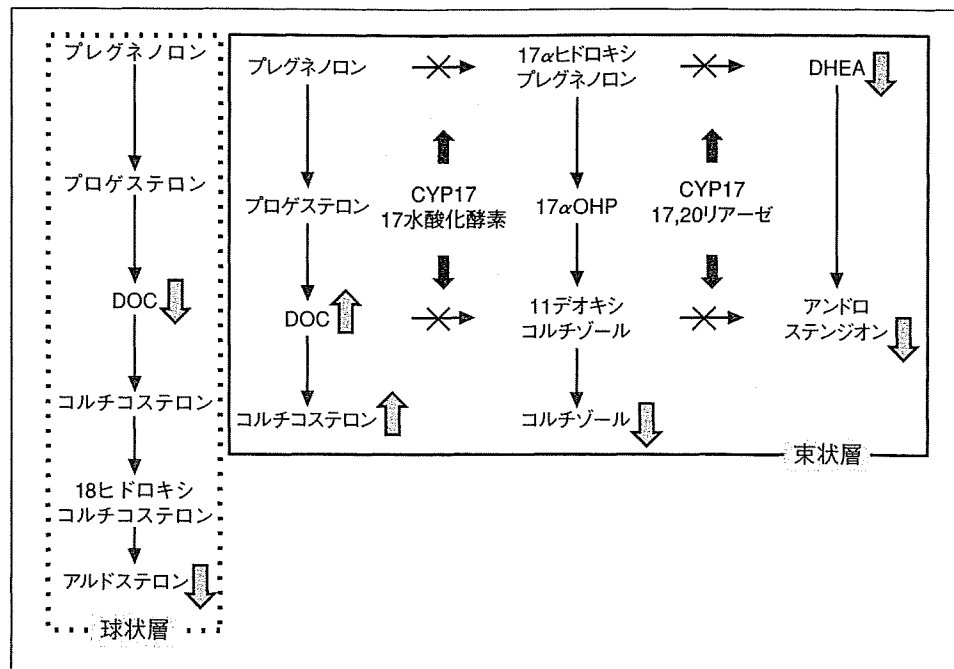 プレグネノロン
プロゲステロン
DOC
コルチコステロン
18ヒドロキシ
コルチコステロン
アルドステロン
球状層
プレグネノロン
プロゲステロン
DOC
コルチコステロン
CYP17
17水酸化酵素
17αヒドロキシ
プレグネノロン
17αOHP
11デオキシ
コルチゾール
コルチゾール
CYP17
17,20リアーゼ
DHEA
アンドロ
ステンジオン
束状層